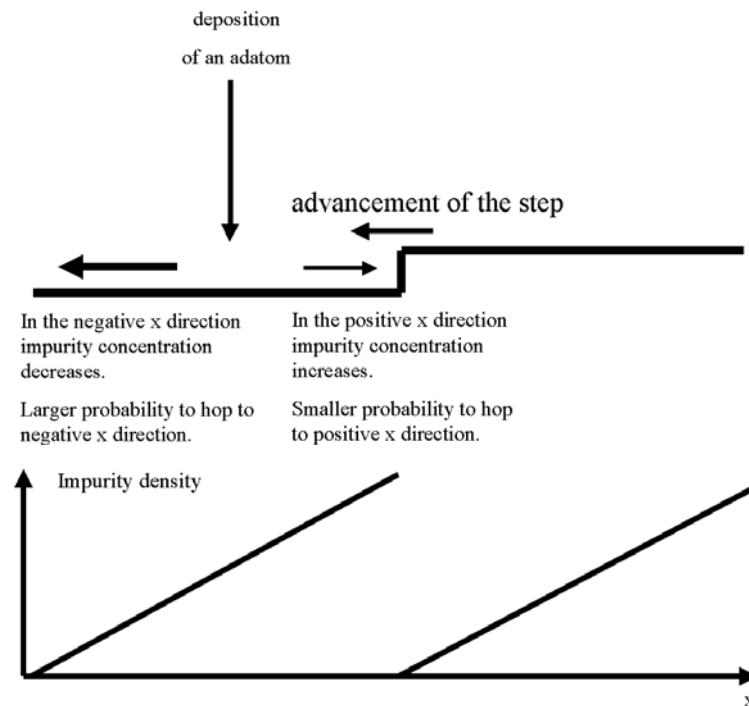 deposition
of an adatom
advancement of the step
In the negative x direction
impurity concentration
decreases.
Larger probability to hop to
negative x direction.
In the positive x direction
impurity concentration
increases.
Smaller probability to hop
to positive x direction.
Impurity density
x